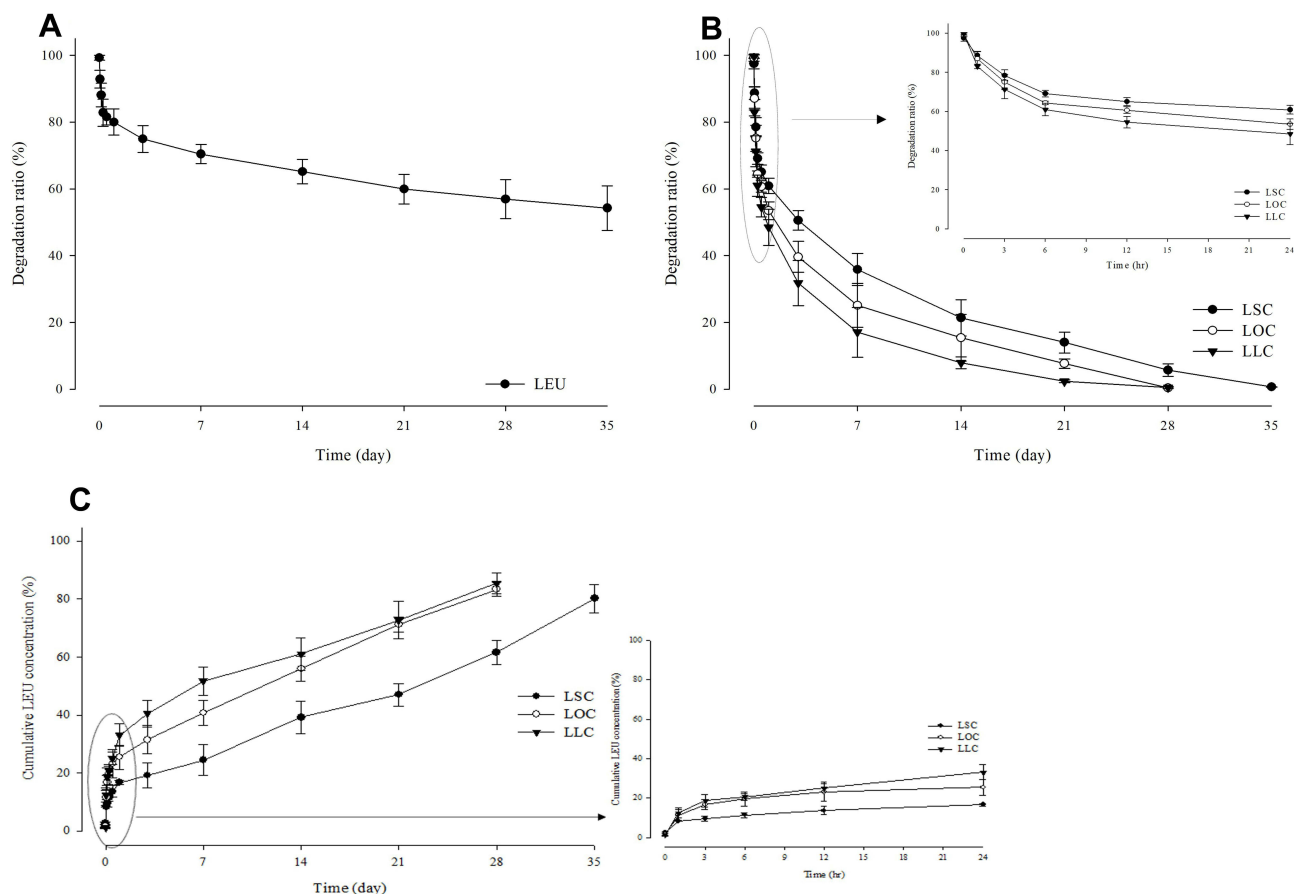 A
Degradation ratio (%)
100
80
60
40
20
0
LEU
0 7 14 21 28 35
Time (day)
B
Degradation ratio (%)
100
80
60
40
20
0
LSC
LOC
LLC
0 7 14 21 28 35
Time (day)
Degradation ratio (%)
100
80
60
40
20
0
LSC
LOC
LLC
0 3 6 9 12 15 18 21 24
Time (hr)
C
Cumulative LEU concentration (%)
100
80
60
40
20
0
LSC
LOC
LLC
0 7 14 21 28 35
Time (day)
Cumulative LEU concentration (%)
100
80
60
40
20
0
LSC
LOC
LLC
0 3 6 9 12 15 18 21 24
Time (hr)